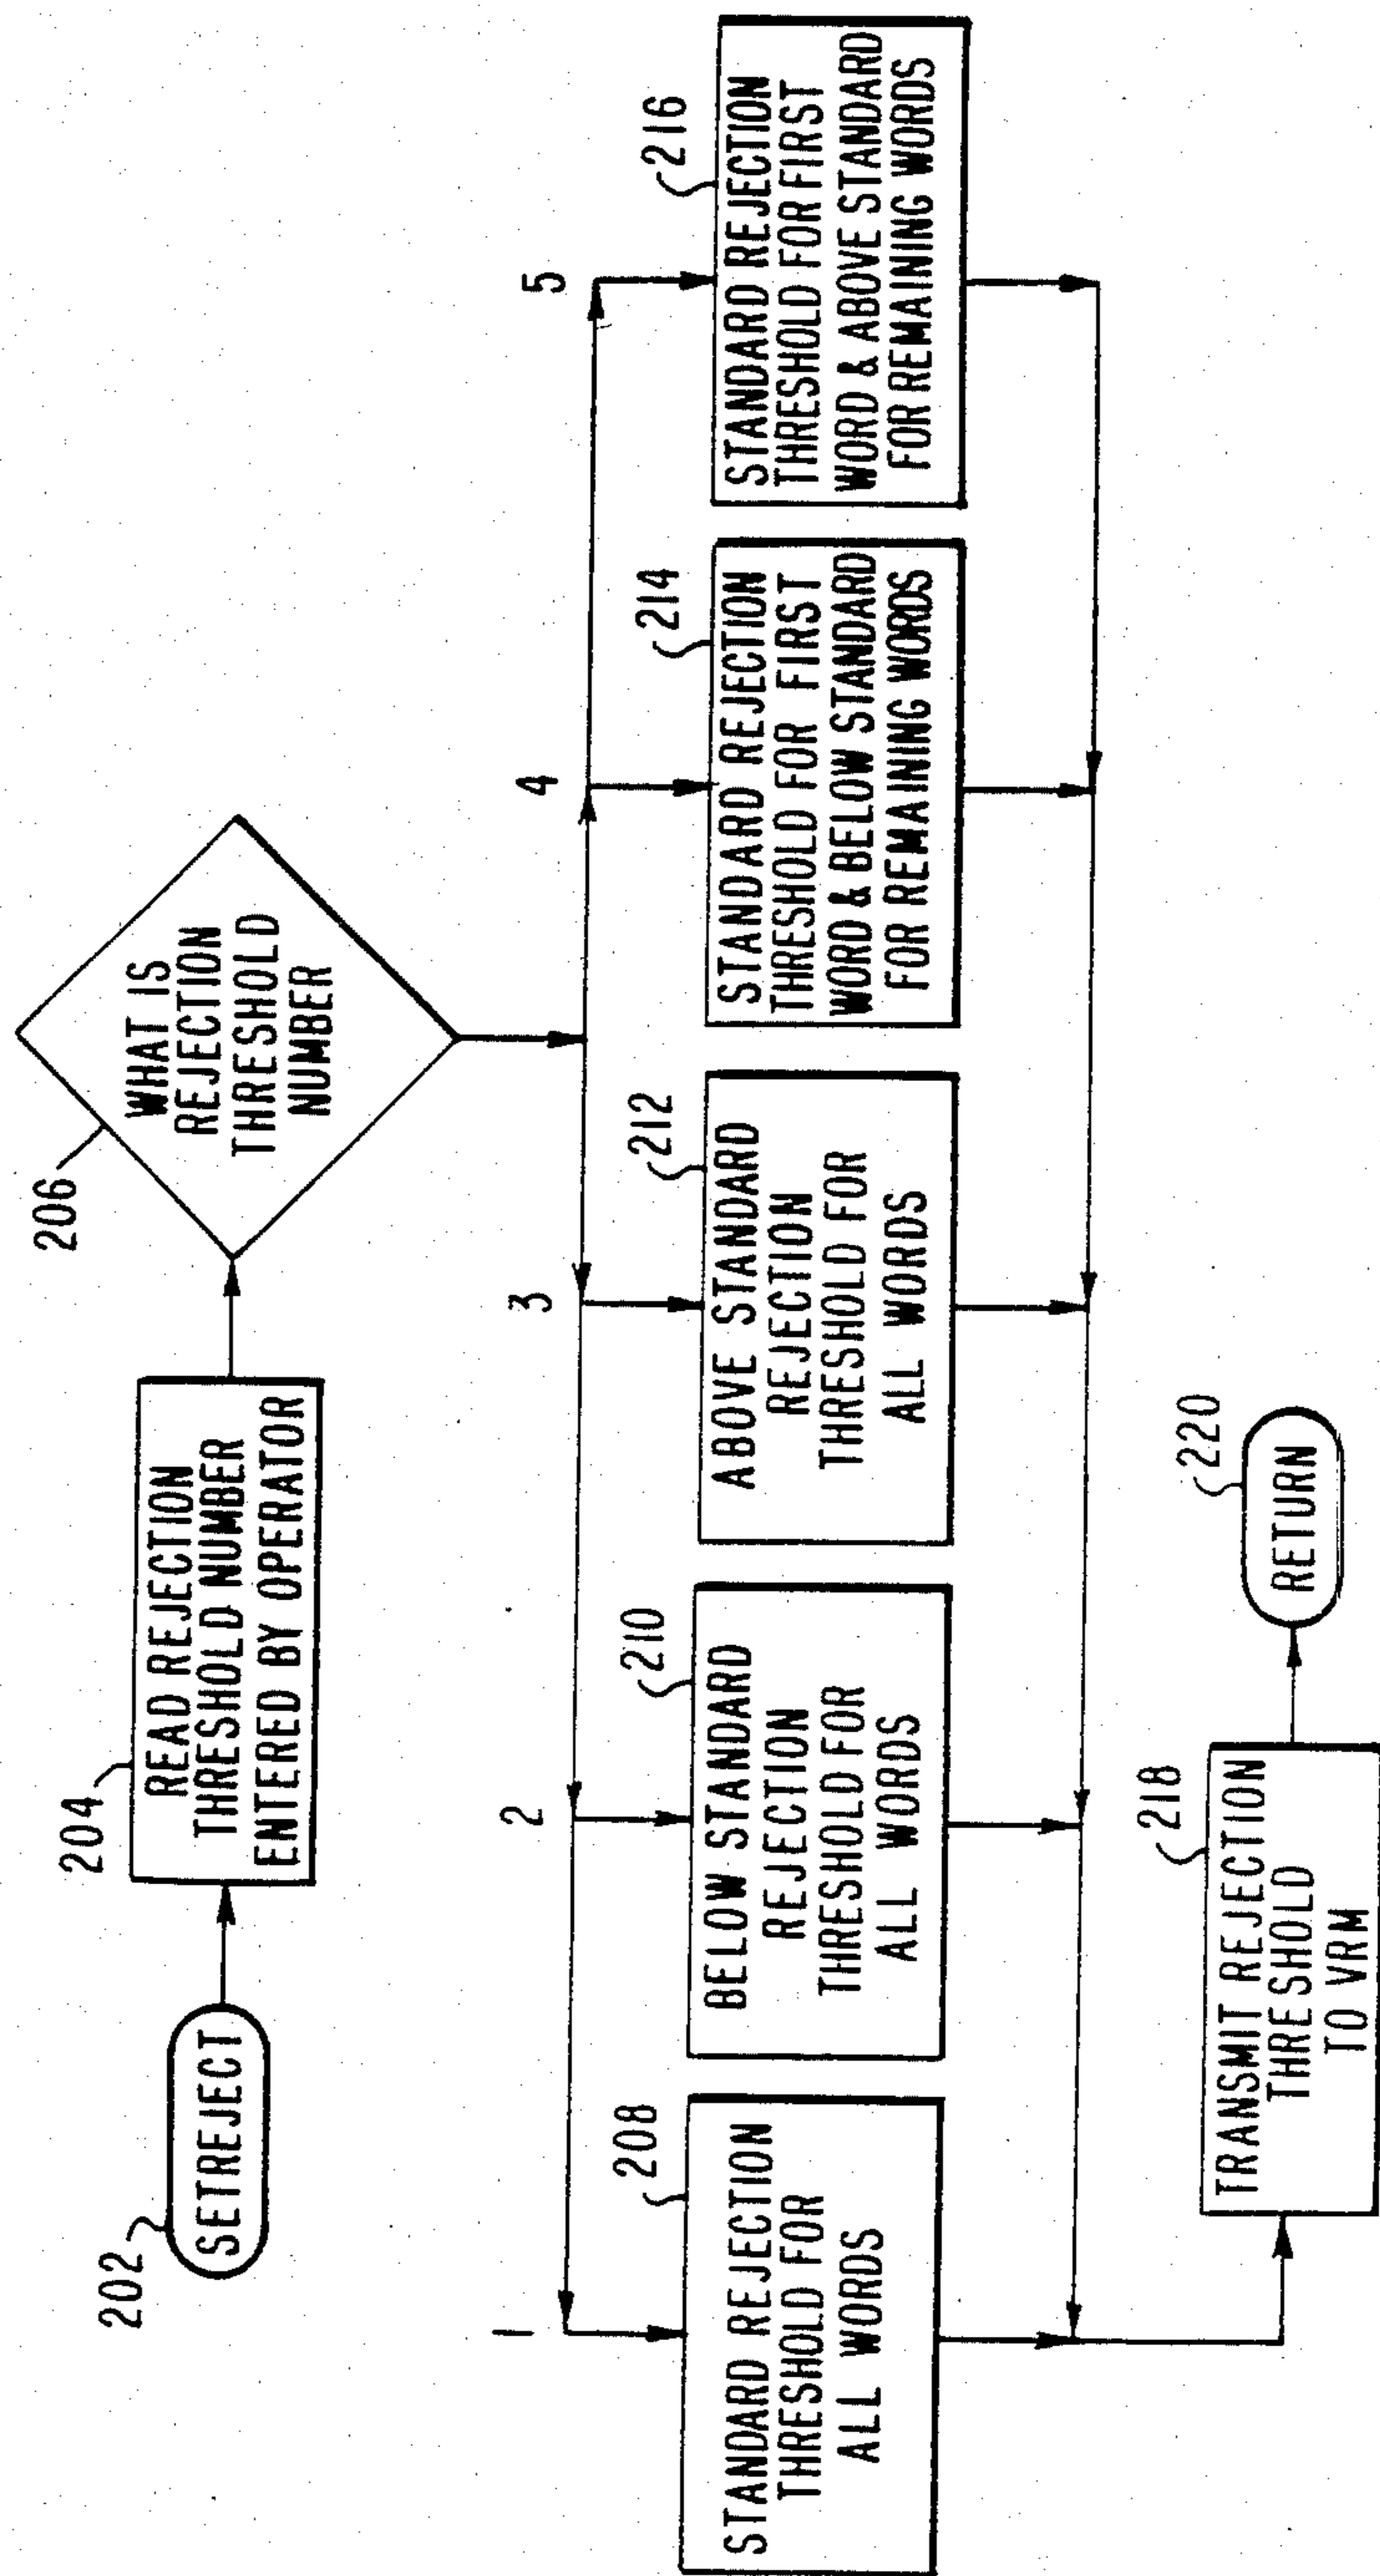 202
SETREJECT
204
READ REJECTION
THRESHOLD NUMBER
ENTERED BY OPERATOR
206
WHAT IS
REJECTION
THRESHOLD
NUMBER
1
2
3
4
5
208
STANDARD REJECTION
THRESHOLD FOR
ALL WORDS
210
BELOW STANDARD
REJECTION
THRESHOLD FOR
ALL WORDS
212
ABOVE STANDARD
REJECTION
THRESHOLD FOR
ALL WORDS
214
STANDARD REJECTION
THRESHOLD FOR FIRST
WORD & BELOW STANDARD
FOR REMAINING WORDS
216
STANDARD REJECTION
THRESHOLD FOR FIRST
WORD & ABOVE STANDARD
FOR REMAINING WORDS
218
TRANSMIT REJECTION
THRESHOLD
TO VRM
220
RETURN